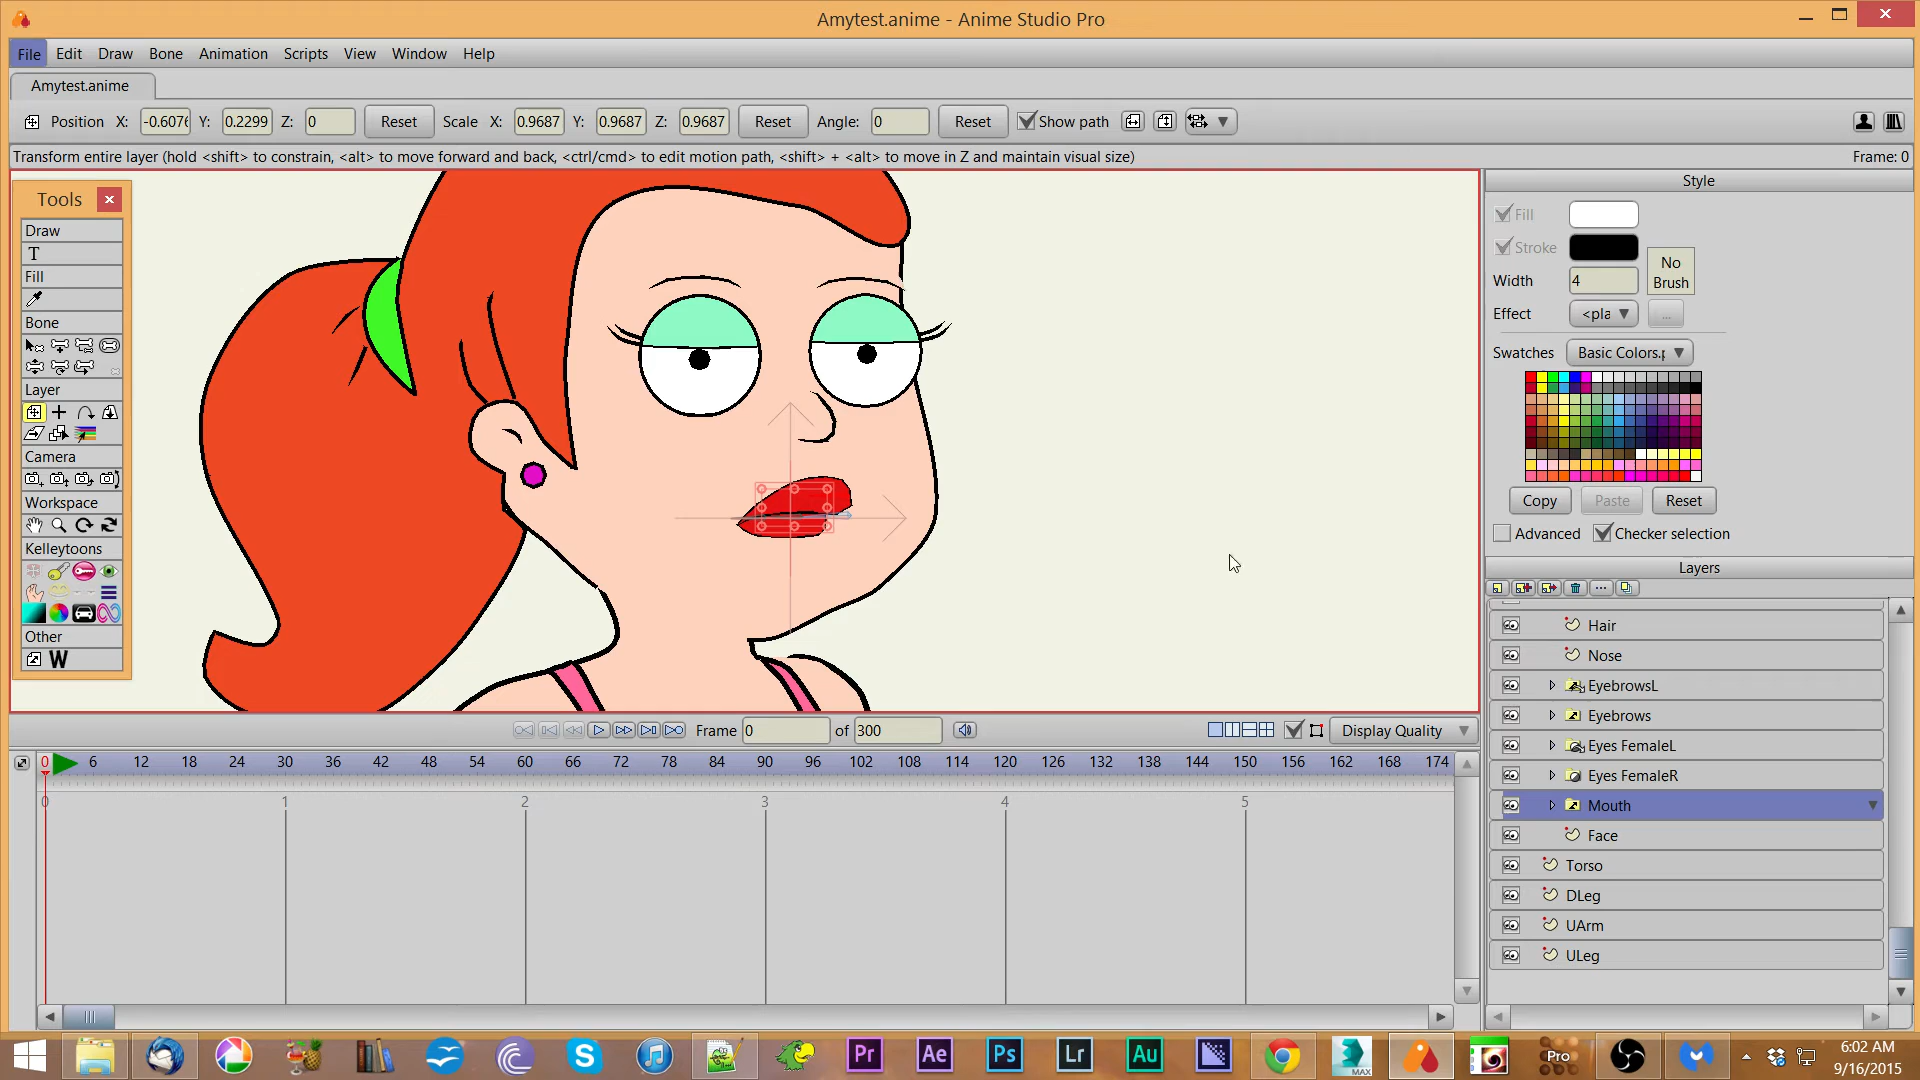 Amytest.anime - Anime Studio Pro
File Edit Draw Bone Animation Scripts View Window Help
Amytest.anime
Position X: -0.6076 Y: 0.2299 Z: 0 Reset Scale X: 0.9687 Y: 0.9687 Z: 0.9687 Reset Angle: 0 Reset Show path
Transform entire layer (hold <shift> to constrain, <alt> to move forward and back, <ctrl/cmd> to edit motion path, <shift> + <alt> to move in Z and maintain visual size) Frame: 0
Tools
Draw
T
Fill
Bone
Layer
Camera
Workspace
Kelleytoons
Other
W
Style
Fill
Stroke
Width 4
No
Brush
Effect <pla ...
Swatches Basic Colors.p
Copy Paste Reset
Advanced Checker selection
Layers
Hair
Nose
EyebrowsL
Eyebrows
Eyes FemaleL
Eyes FemaleR
Mouth
Face
Torso
DLeg
UArm
ULeg
Frame 0 of 300 Display Quality
0 6 12 18 24 30 36 42 48 54 60 66 72 78 84 90 96 102 108 114 120 126 132 138 144 150 156 162 168 174
0 1 2 3 4 5
S Pr Ae Ps Lr Au MAX Pro
6:02 AM
9/16/2015